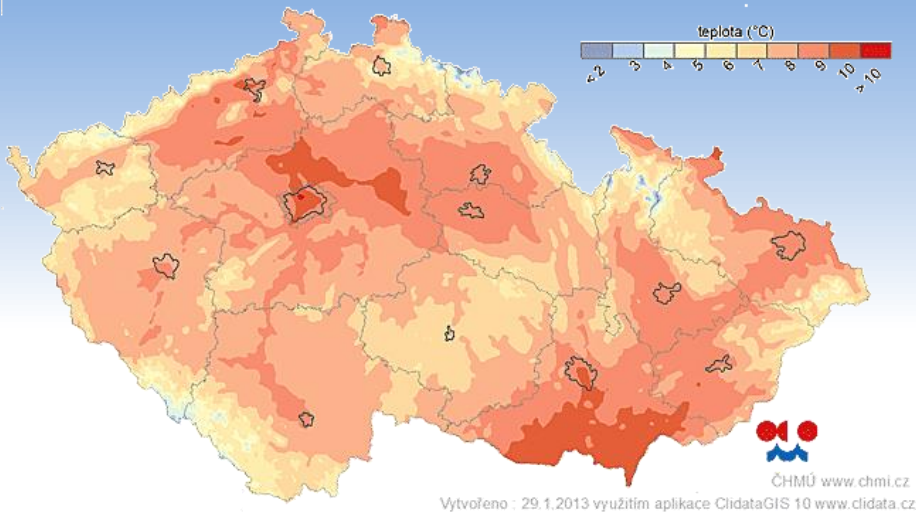 teplota (°C)
< 2 3 4 5 6 7 8 9 10 > 10
ČHMÚ www.chmi.cz
Vytvořeno : 29.1.2013 využitím aplikace ClidataGIS 10 www.clidata.cz